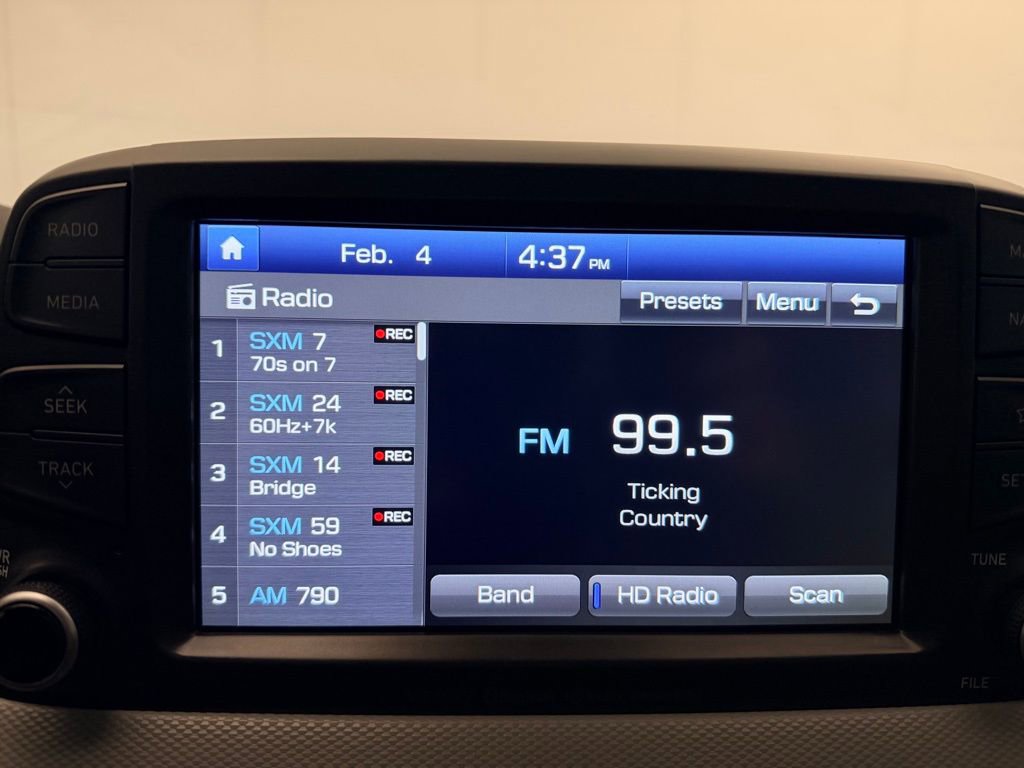 RADIO
MEDIA
SEEK
TRACK
Feb. 4
4:37 PM
Radio
Presets
Menu
1
SXM 7
REC
70s on 7
2
SXM 24
REC
60Hz+7k
3
SXM 14
REC
Bridge
4
SXM 59
REC
No Shoes
5
AM 790
FM 99.5
Ticking
Country
Band
HD Radio
Scan
TUNE
FILE